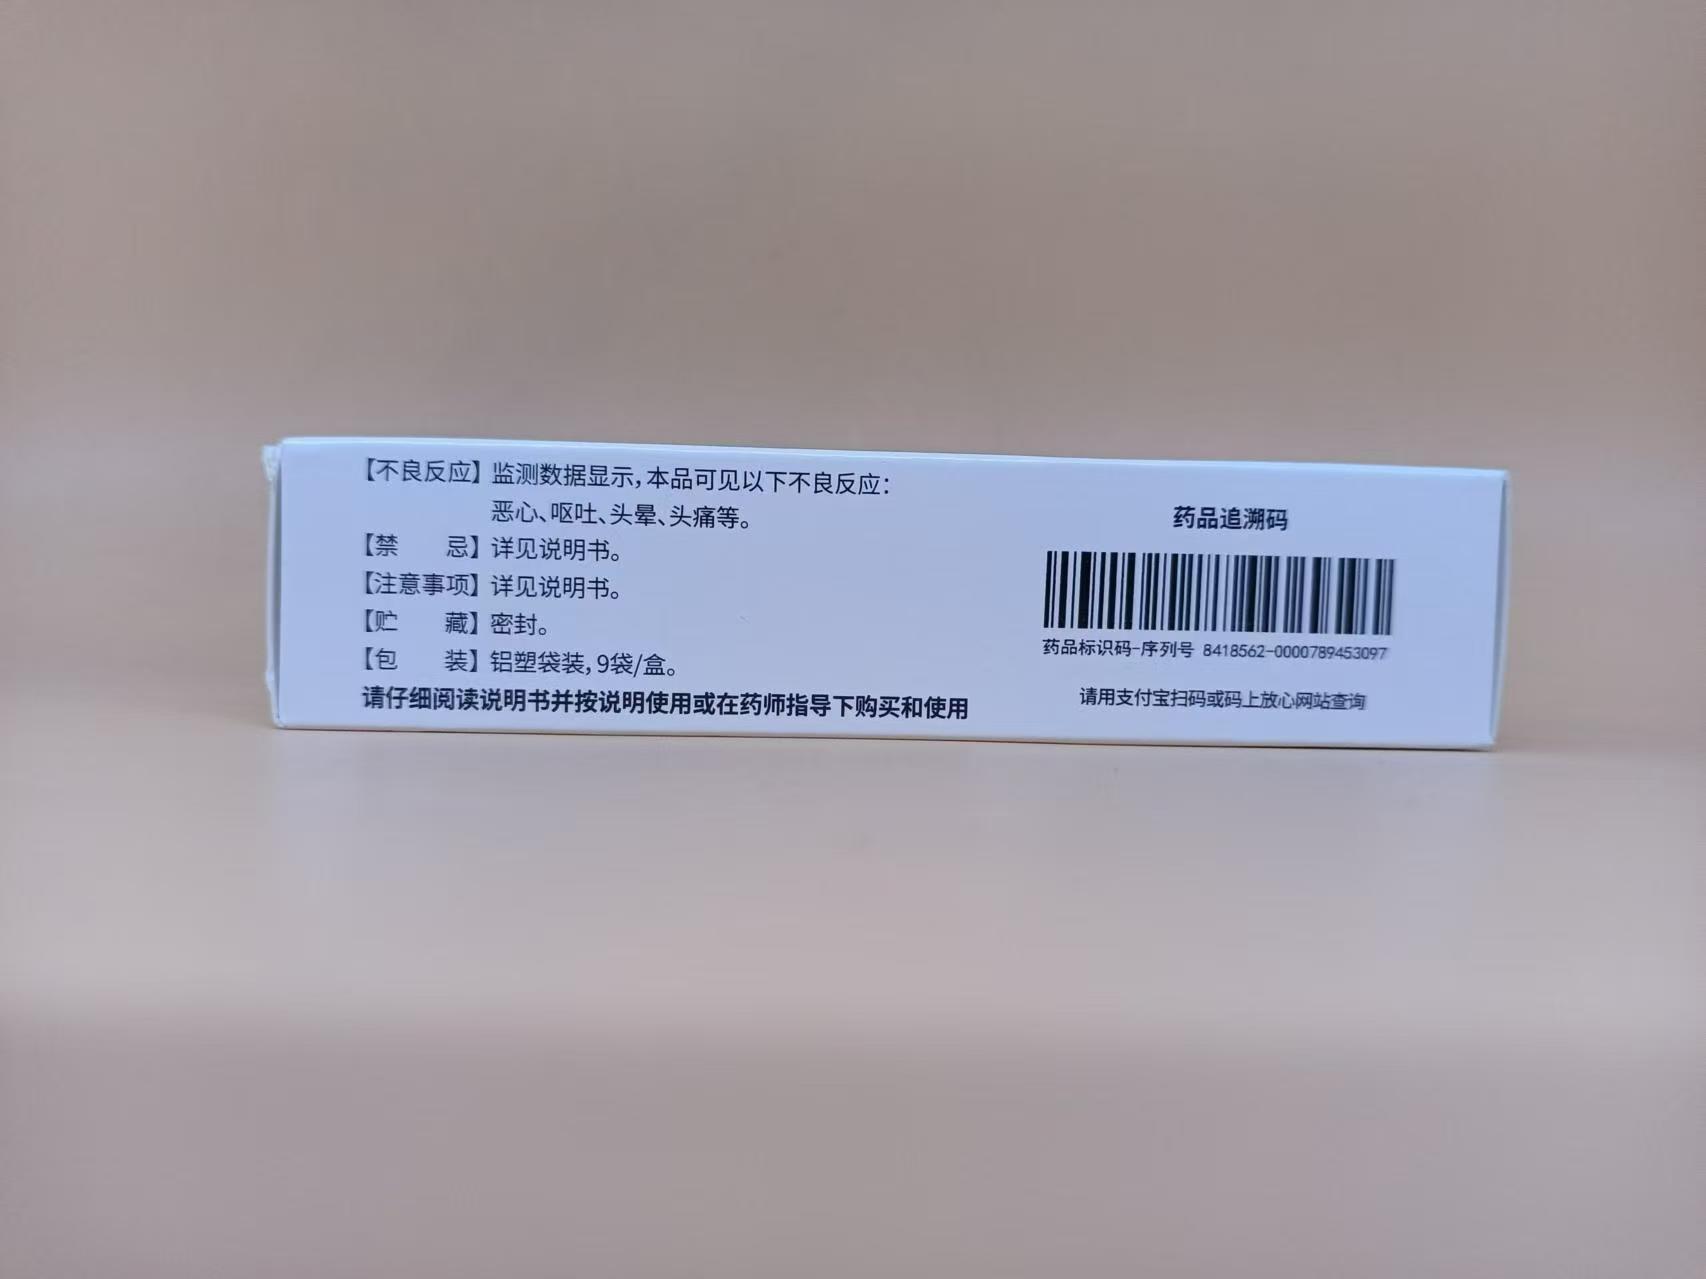 【不良反应】监测数据显示,本品可见以下不良反应:
恶心、呕吐、头晕、头痛等。
【禁 忌】详见说明书。
【注意事项】详见说明书。
【贮 藏】密封。
【包 装】铝塑袋装,9袋/盒。
请仔细阅读说明书并按说明使用或在药师指导下购买和使用
药品追溯码
药品标识码-序列号 8418562-0000789453097
请用支付宝扫码或码上放心网站查询